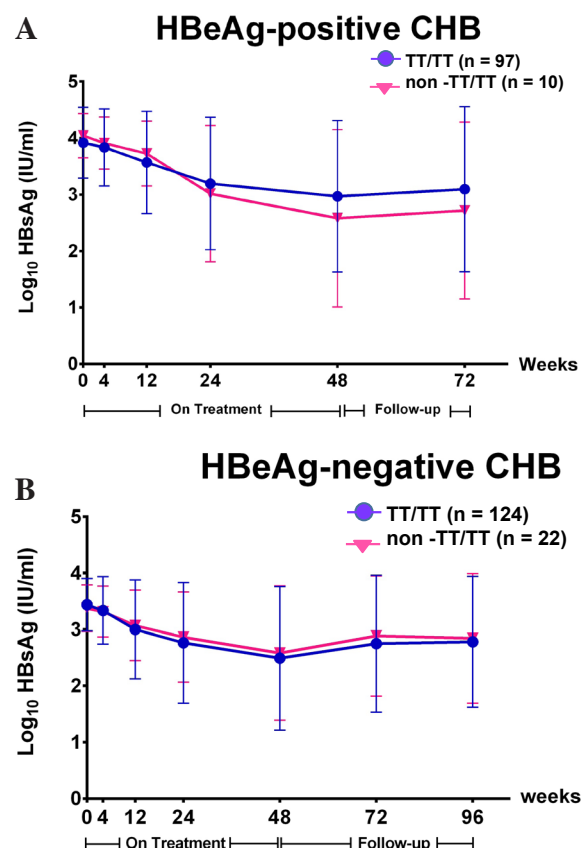 A
HBeAg-positive CHB
TT/TT (n = 97)
non -TT/TT (n = 10)
Log10 HBsAg (IU/ml)
5
4
3
2
1
0
0 4 12 24 48 72 Weeks
On Treatment Follow-up
B
HBeAg-negative CHB
TT/TT (n = 124)
non -TT/TT (n = 22)
Log10 HBsAg (IU/ml)
5
4
3
2
1
0
0 4 12 24 48 72 96 weeks
On Treatment Follow-up